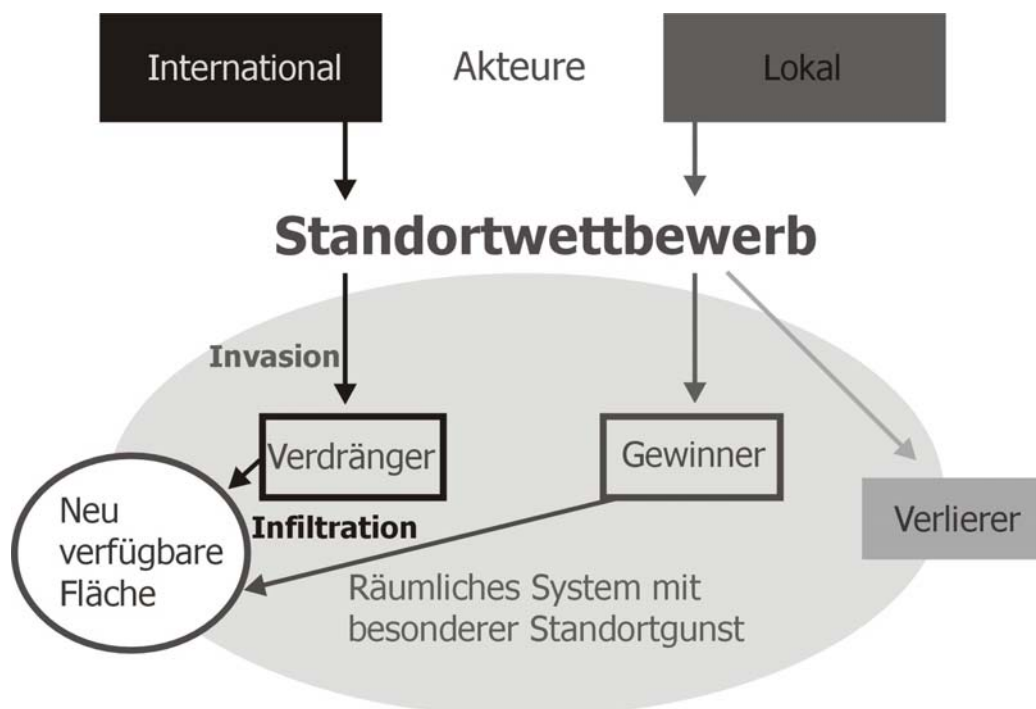 International
Akteure
Lokal
Standortwettbewerb
Invasion
Verdränger
Gewinner
Infiltration
Neu
verfügbare
Fläche
Verlierer
Räumliches System mit
besonderer Standortgunst